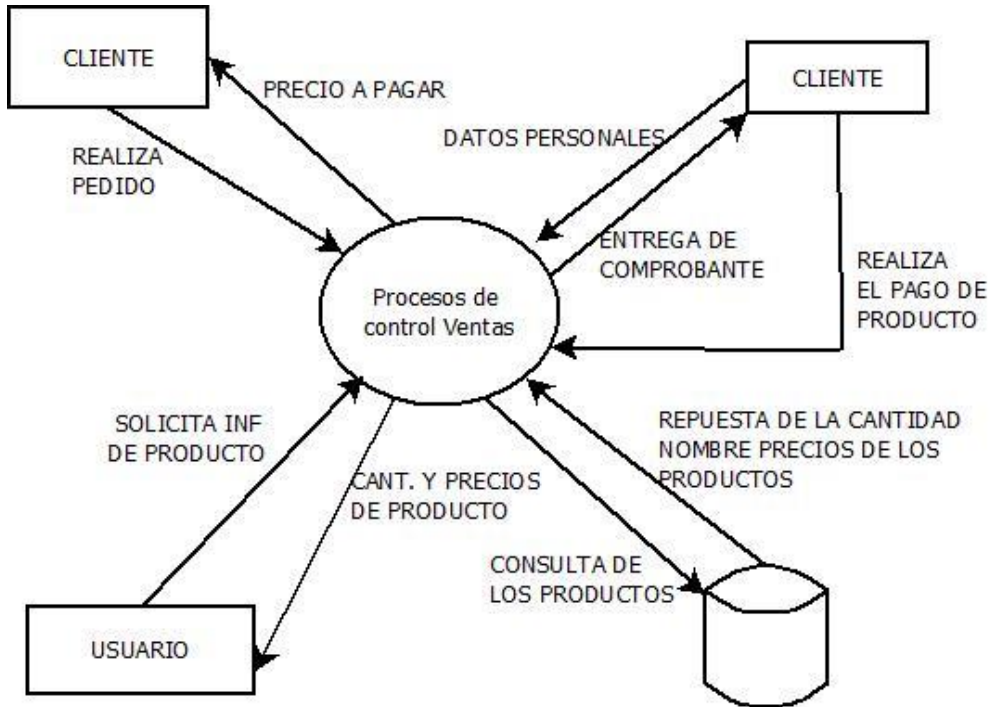 CLIENTE
PRECIO A PAGAR
REALIZA
PEDIDO
CLIENTE
DATOS PERSONALES
ENTREGA DE
COMPROBANTE
REALIZA
EL PAGO DE
PRODUCTO
Procesos de
control Ventas
SOLICITA INF
DE PRODUCTO
CANT. Y PRECIOS
DE PRODUCTO
REPUESTA DE LA CANTIDAD
NOMBRE PRECIOS DE LOS
PRODUCTOS
CONSULTA DE
LOS PRODUCTOS
USUARIO